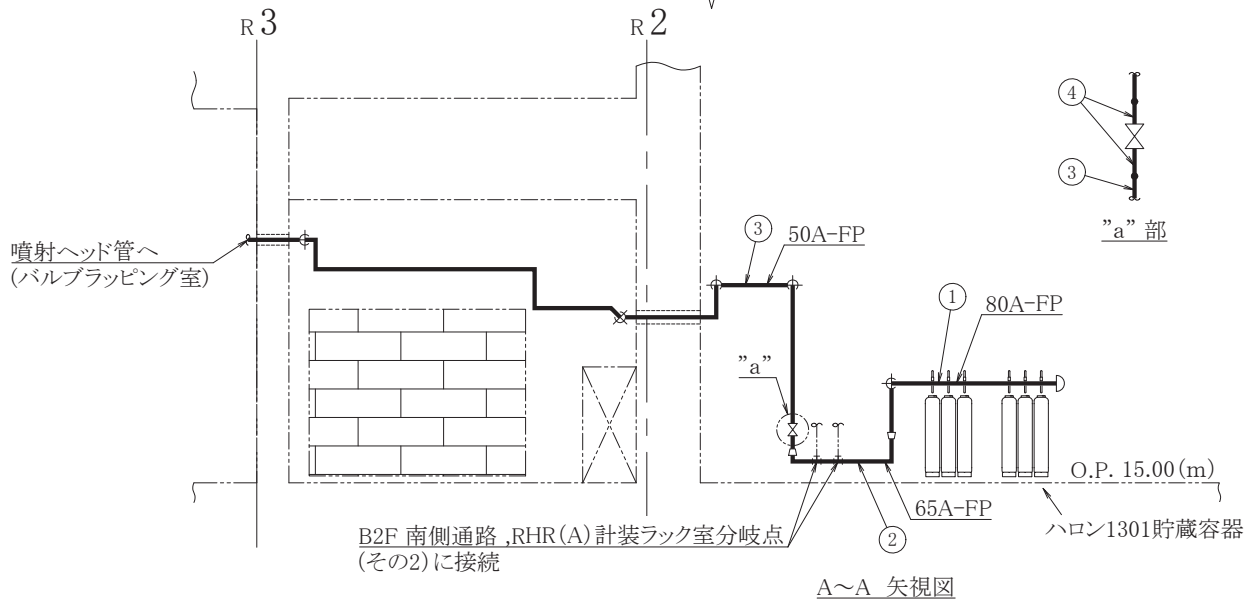 R3
R2
④
③
"a" 部
噴射ヘッド管へ
(バルブラッピング室)
③
50A-FP
①
80A-FP
"a"
O.P. 15.00(m)
65A-FP
ハロン1301貯蔵容器
B2F 南側通路 ,RHR(A)計装ラック室分岐点
(その2)に接続
②
A～A 矢視図